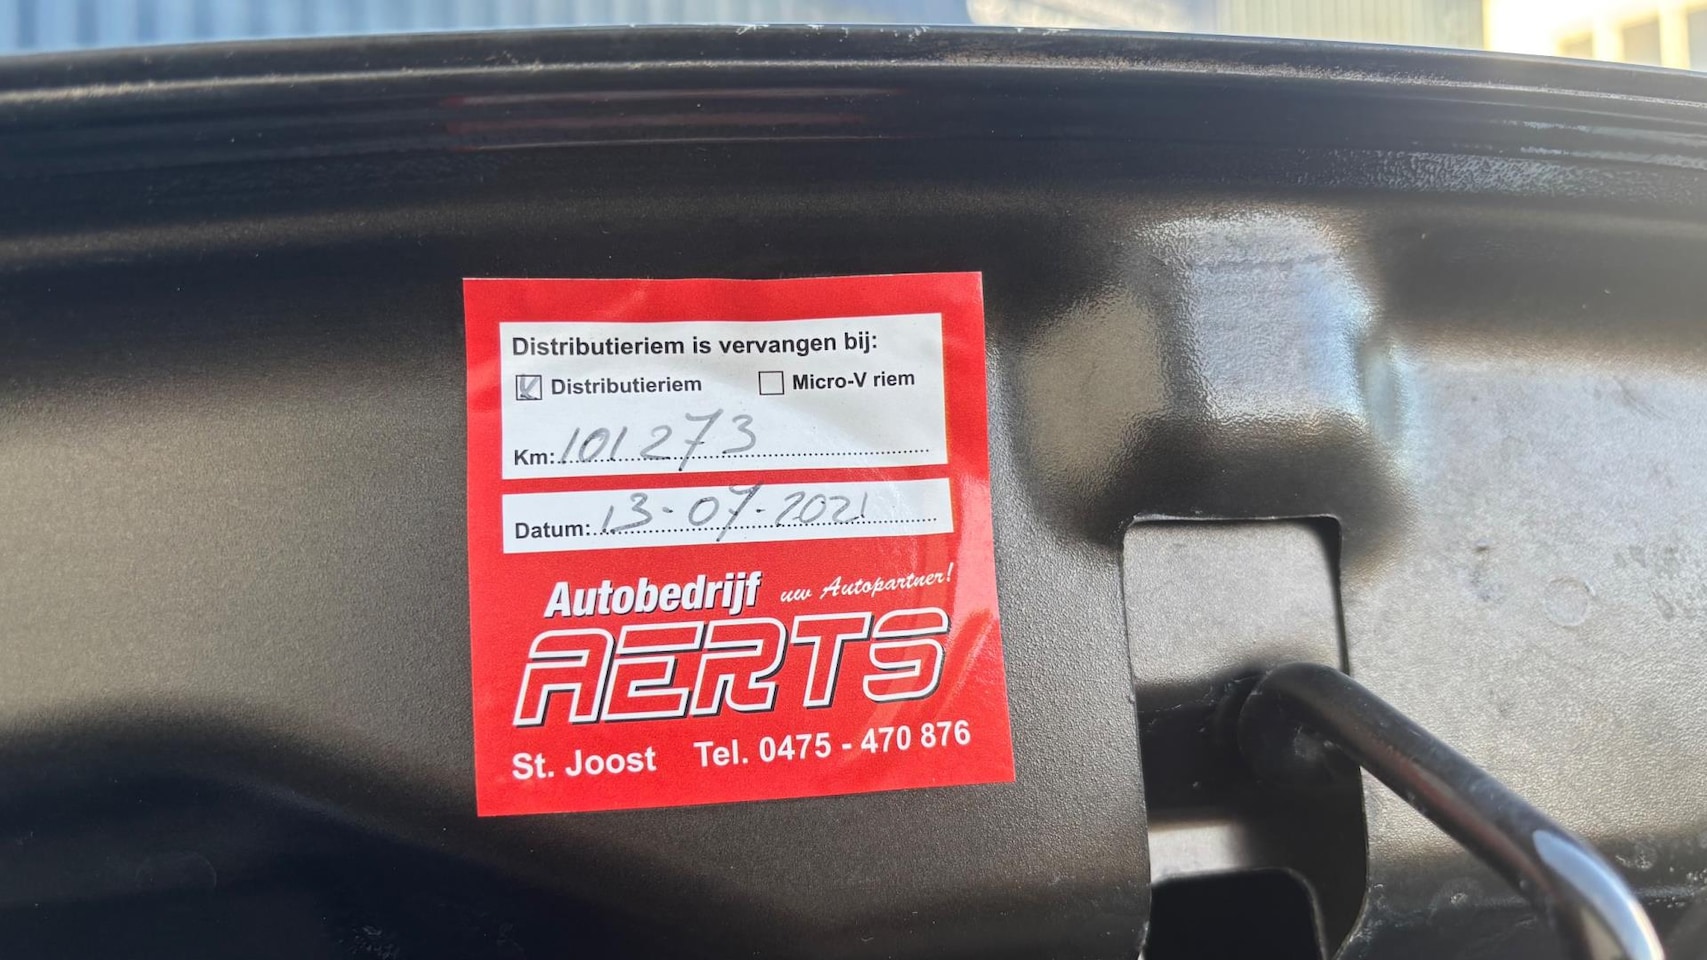 Distributieriem is vervangen bij:
Distributieriem Micro-V riem
Km: 101273
Datum: 13-07-2021
Autobedrijf uw Autopartner!
AERTS
St. Joost Tel. 0475 - 470 876